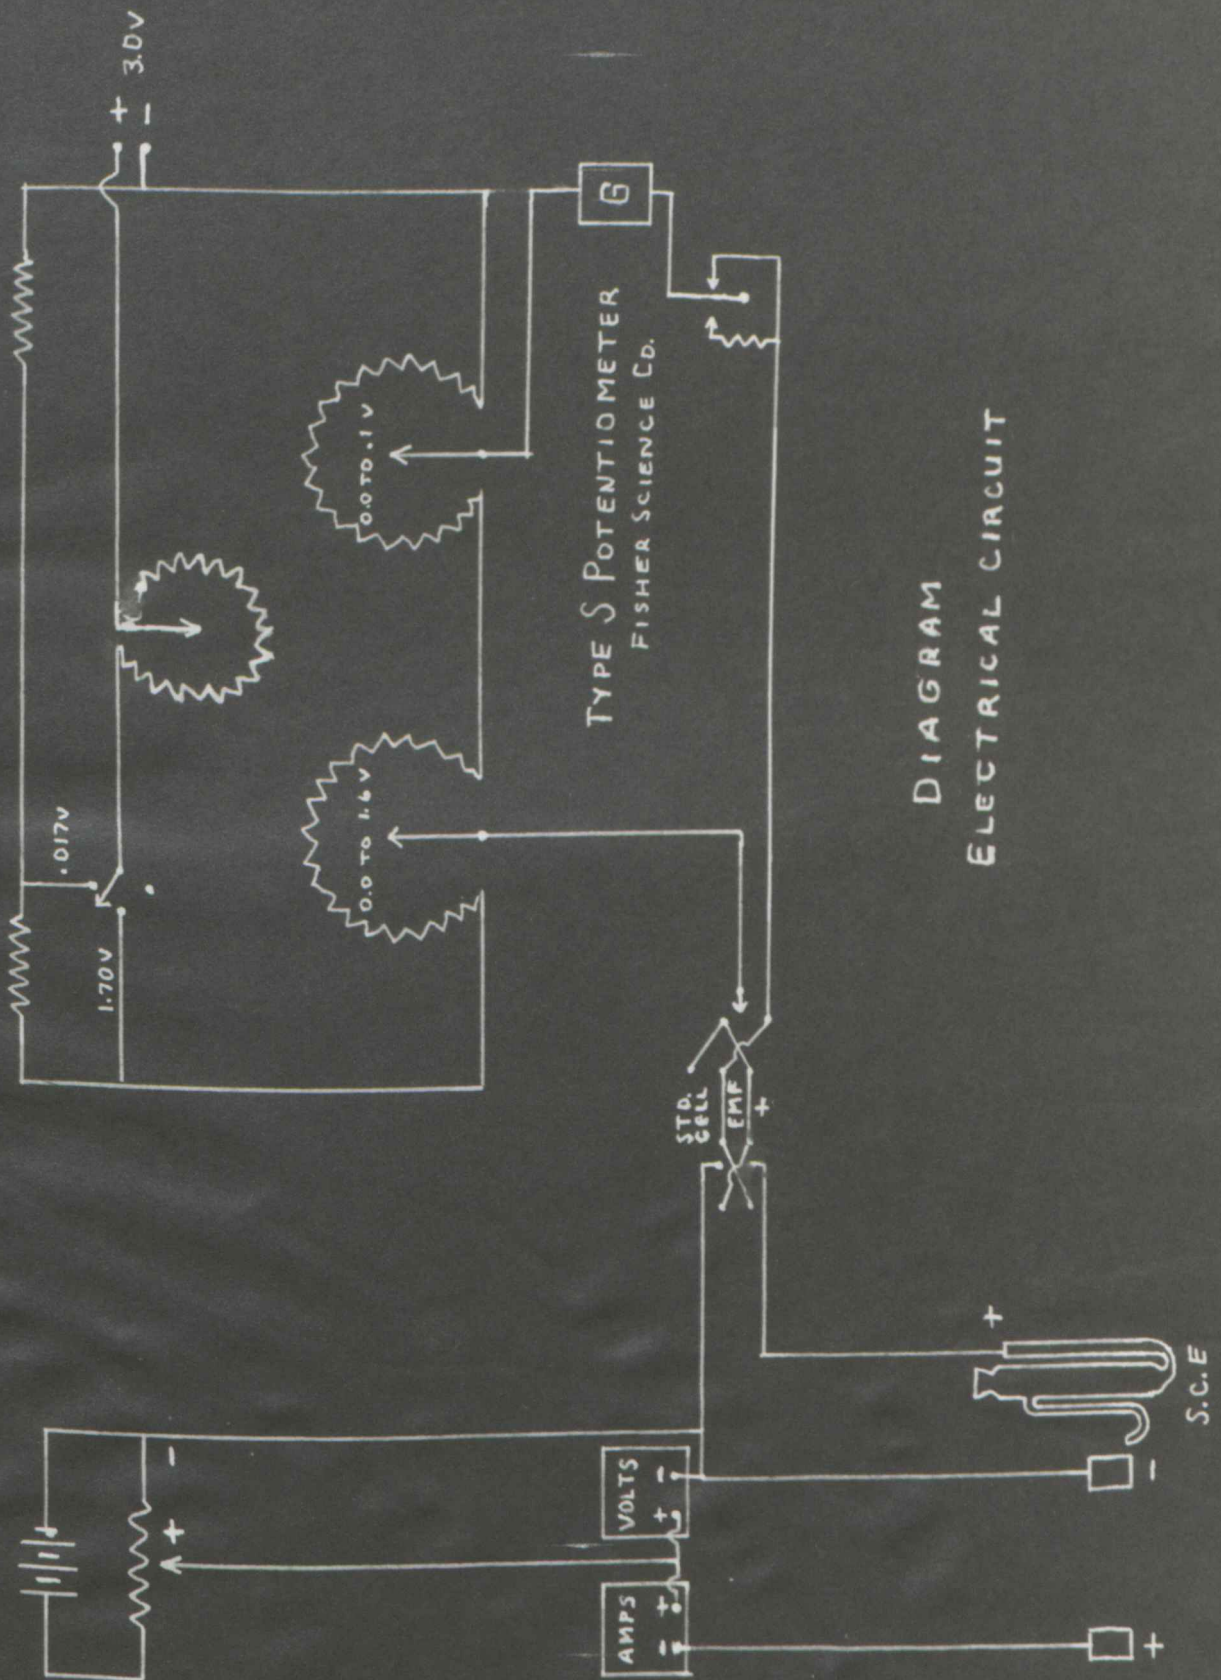 3.0V
+
-
.017V
1.70V
0.0 TO 1.6 V
0.0 TO .1 V
G
TYPE S POTENTIOMETER
FISHER SCIENCE CO.
STD.
CELL
EMF
+
-
+
AMPS
- +
VOLTS
+ -
+
S.C.E
+
-
DIAGRAM
ELECTRICAL CIRCUIT